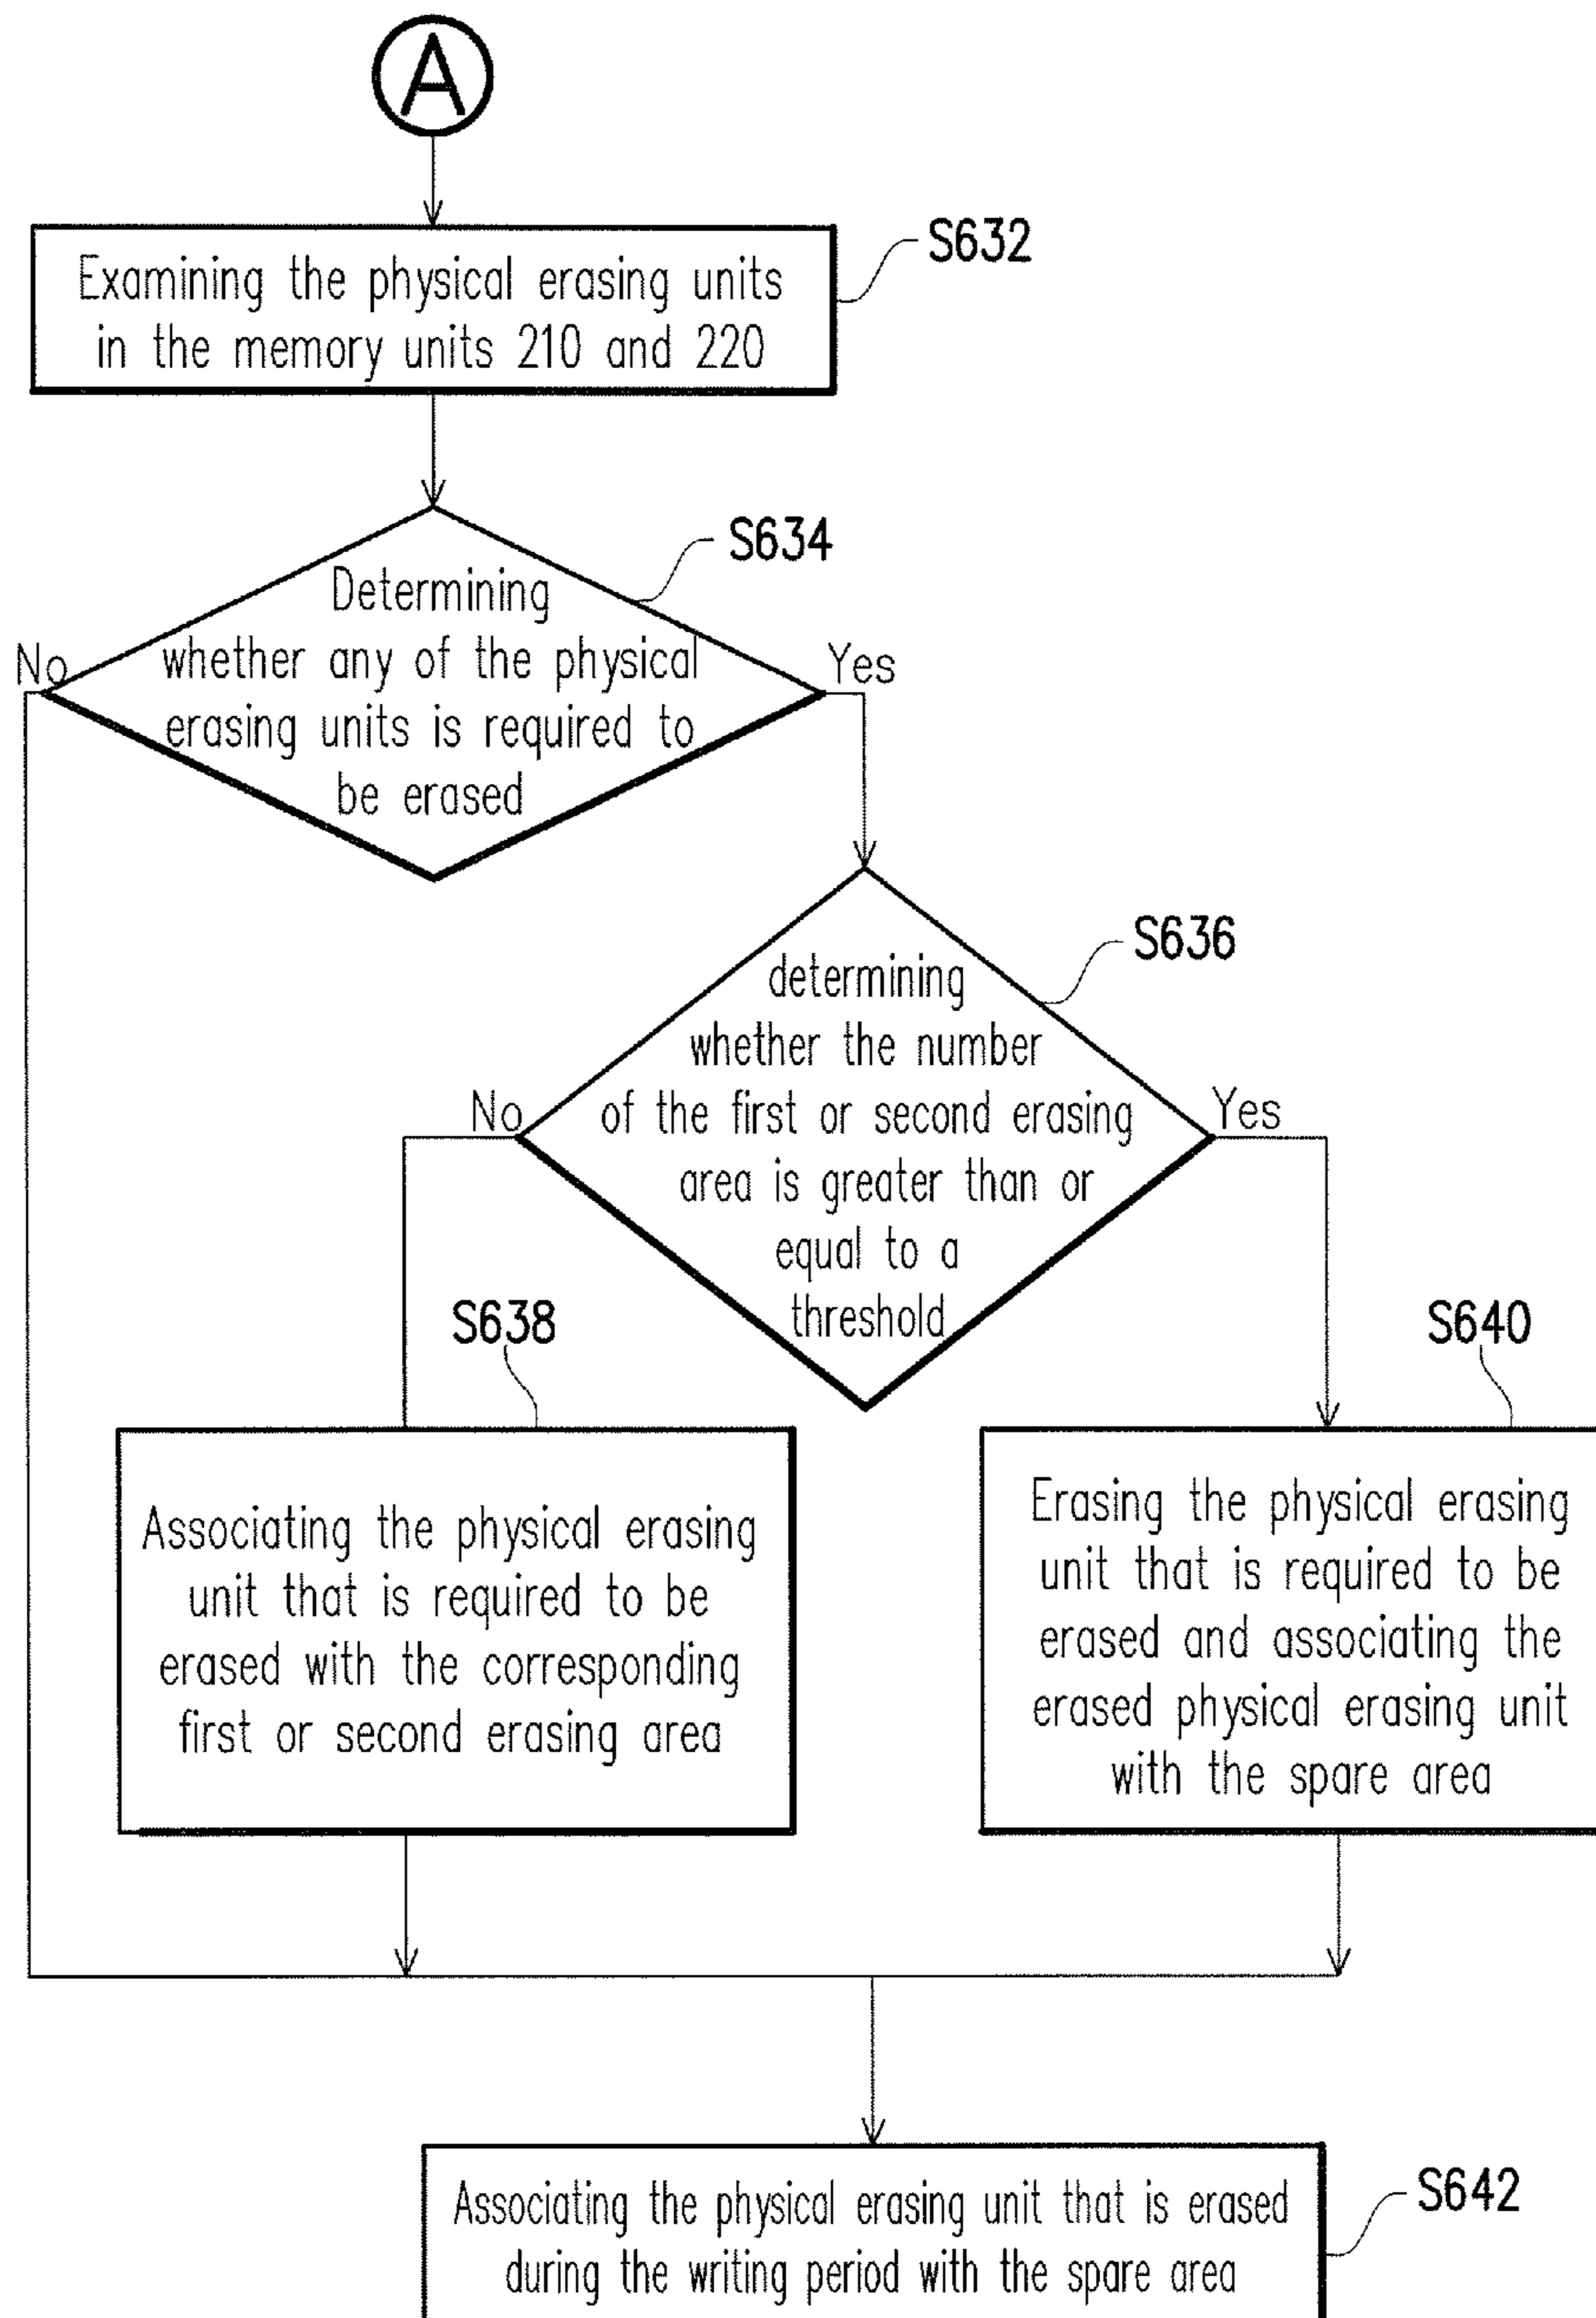 A
S632
Examining the physical erasing units
in the memory units 210 and 220
S634
Determining
whether any of the physical
erasing units is required to
be erased
No
Yes
S636
determining
whether the number
of the first or second erasing
area is greater than or
equal to a
threshold
No
Yes
S638
Associating the physical erasing
unit that is required to be
erased with the corresponding
first or second erasing area
S640
Erasing the physical erasing
unit that is required to be
erased and associating the
erased physical erasing unit
with the spare area
S642
Associating the physical erasing unit that is erased
during the writing period with the spare area